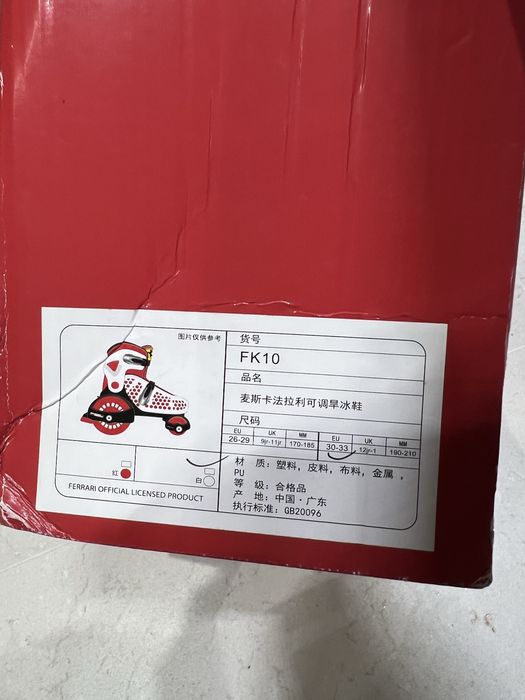 图片仅供参考
货号
FK10
品名
麦斯卡法拉利可调旱冰鞋
尺码
EU UK MM EU UK MM
26-29 9jr-11jr 170-185 30-33 12jr-1 190-210
材 质：塑料，皮料，布料，金属，
PU
等 级：合格品
产 地：中国·广东
执行标准：GB20096
红 白
FERRARI OFFICIAL LICENSED PRODUCT